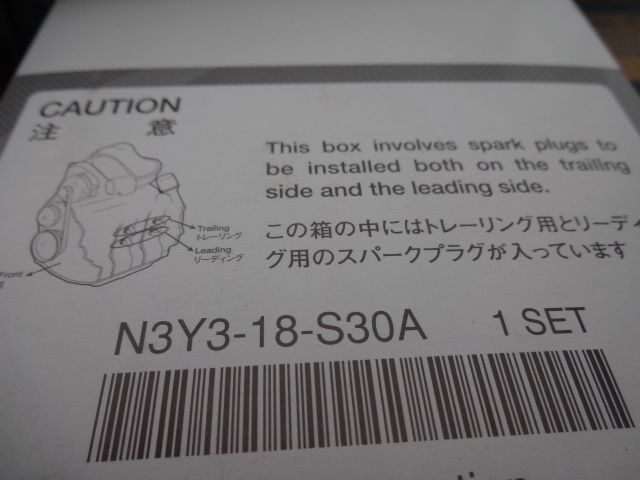 CAUTION
注意
This box involves spark plugs to
be installed both on the trailing
side and the leading side.
Trailing
トレーリング
Leading
リーディング
Front
この箱の中にはトレーリング用とリーディ
グ用のスパークプラグが入っています
N3Y3-18-S30A 1 SET